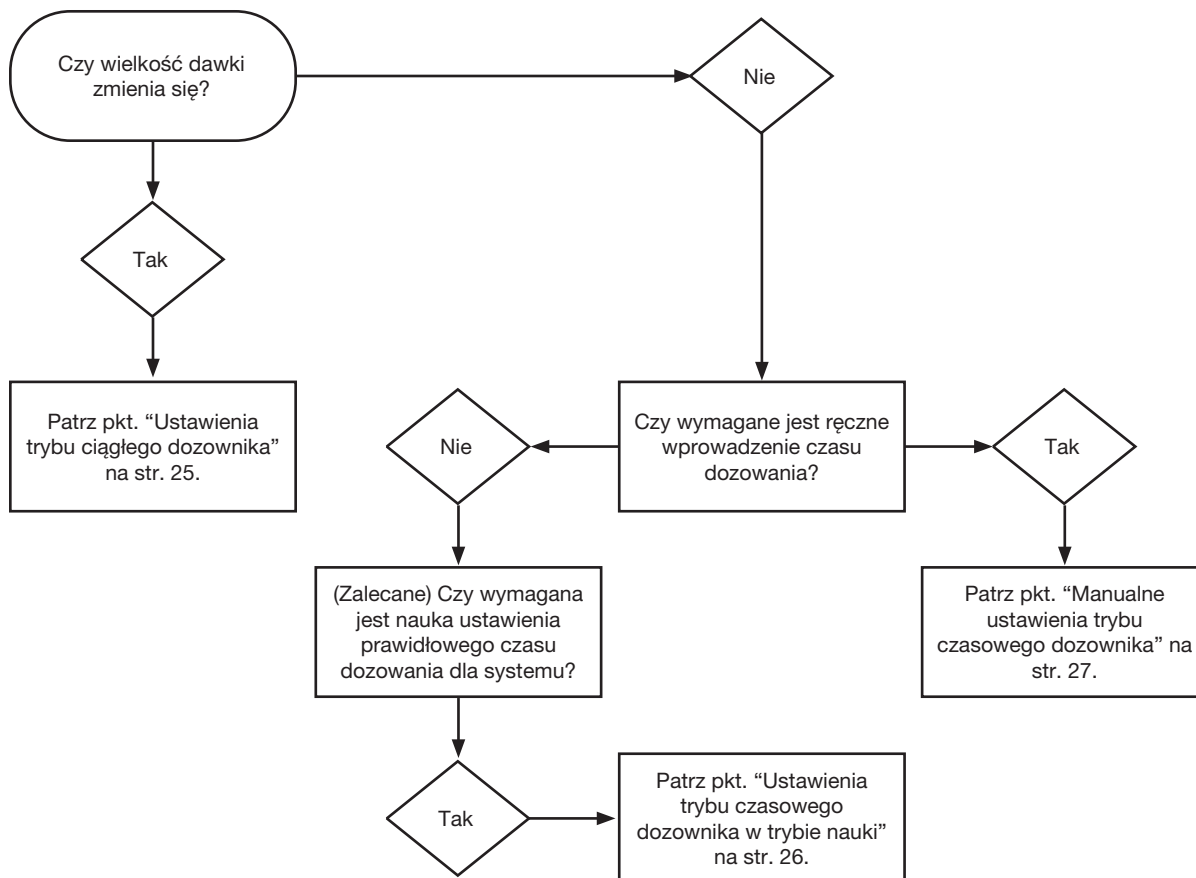 Czy wielkość dawki
zmienia się?
Nie
Tak
Patrz pkt. “Ustawienia
trybu ciągłego dozownika”
na str. 25.
Nie
Czy wymagane jest ręczne
wprowadzenie czasu
dozowania?
Tak
(Zalecane) Czy wymagana
jest nauka ustawienia
prawidłowego czasu
dozowania dla systemu?
Patrz pkt. “Manualne
ustawienia trybu
czasowego dozownika” na
str. 27.
Tak
Patrz pkt. “Ustawienia
trybu czasowego
dozownika w trybie nauki”
na str. 26.